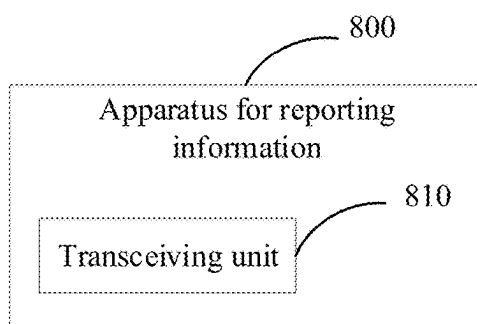 800
Apparatus for reporting
information
810
Transceiving unit